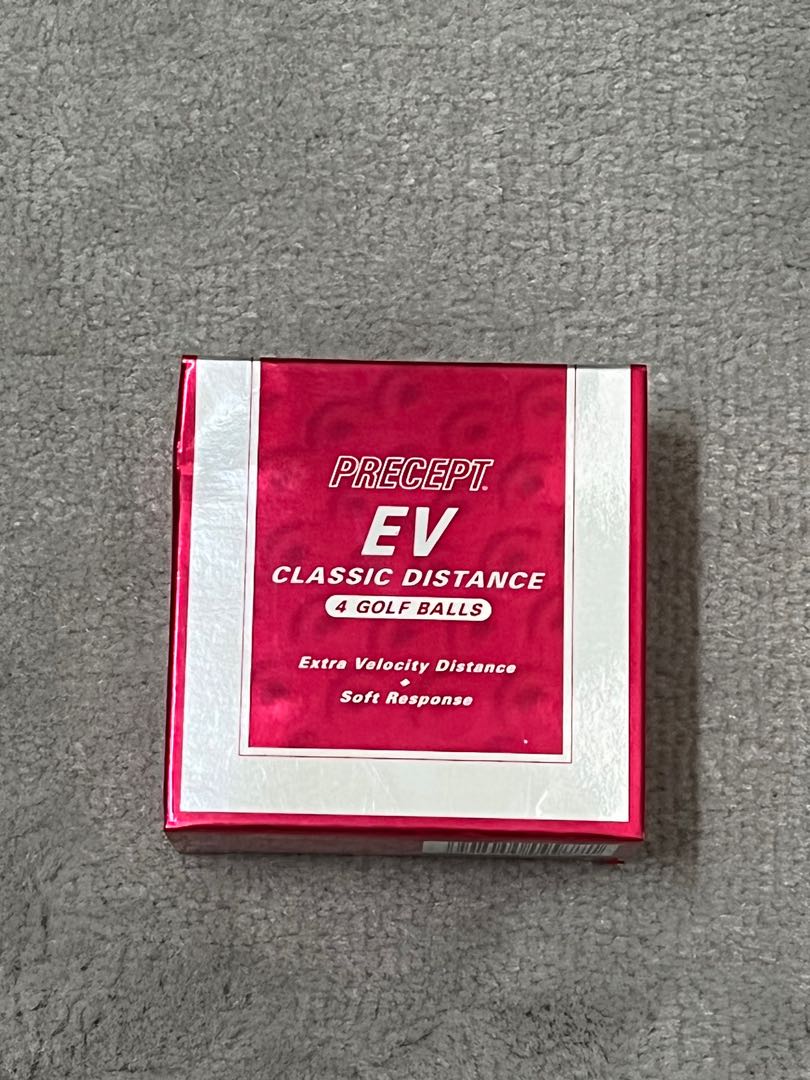 PRECEPT
EV
CLASSIC DISTANCE
4 GOLF BALLS
Extra Velocity Distance
Soft Response